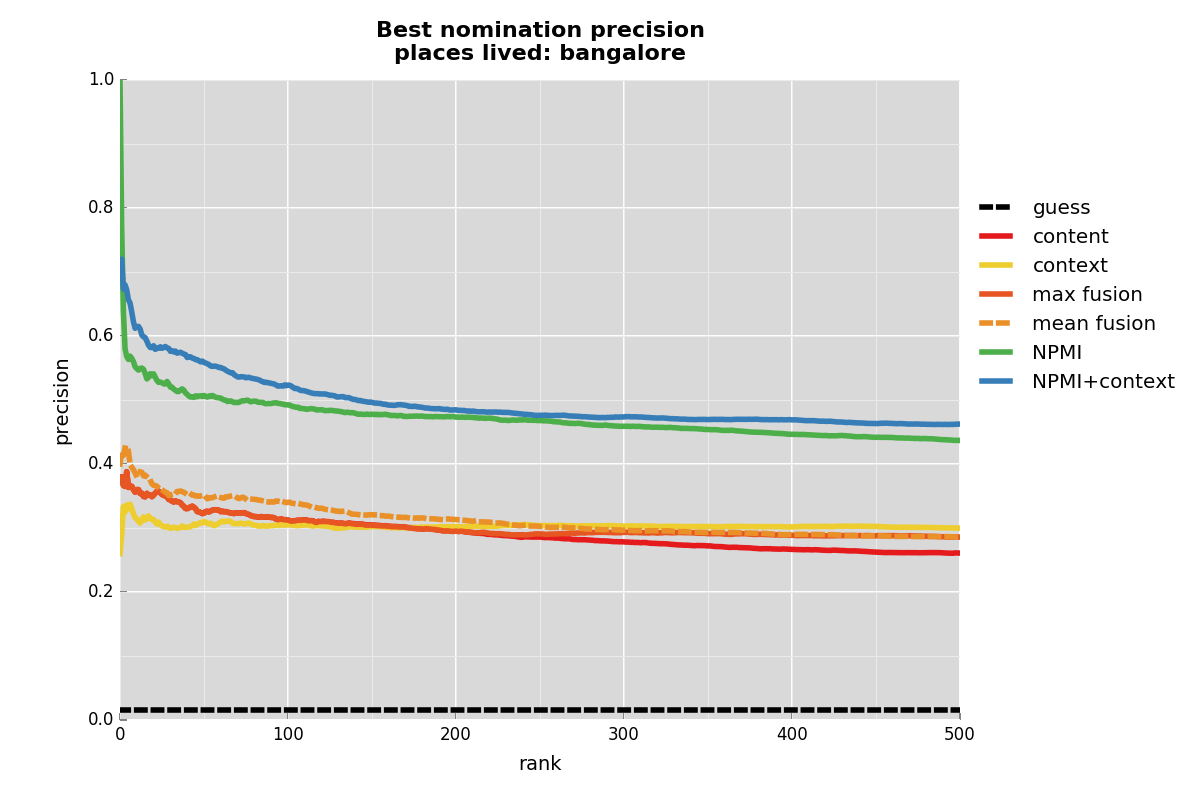 Best nomination precision
places lived: bangalore
1.0
0.8
0.6
0.4
0.2
0.0
precision
0
100
200
300
400
500
rank
guess
content
context
max fusion
mean fusion
NPMI
NPMI+context